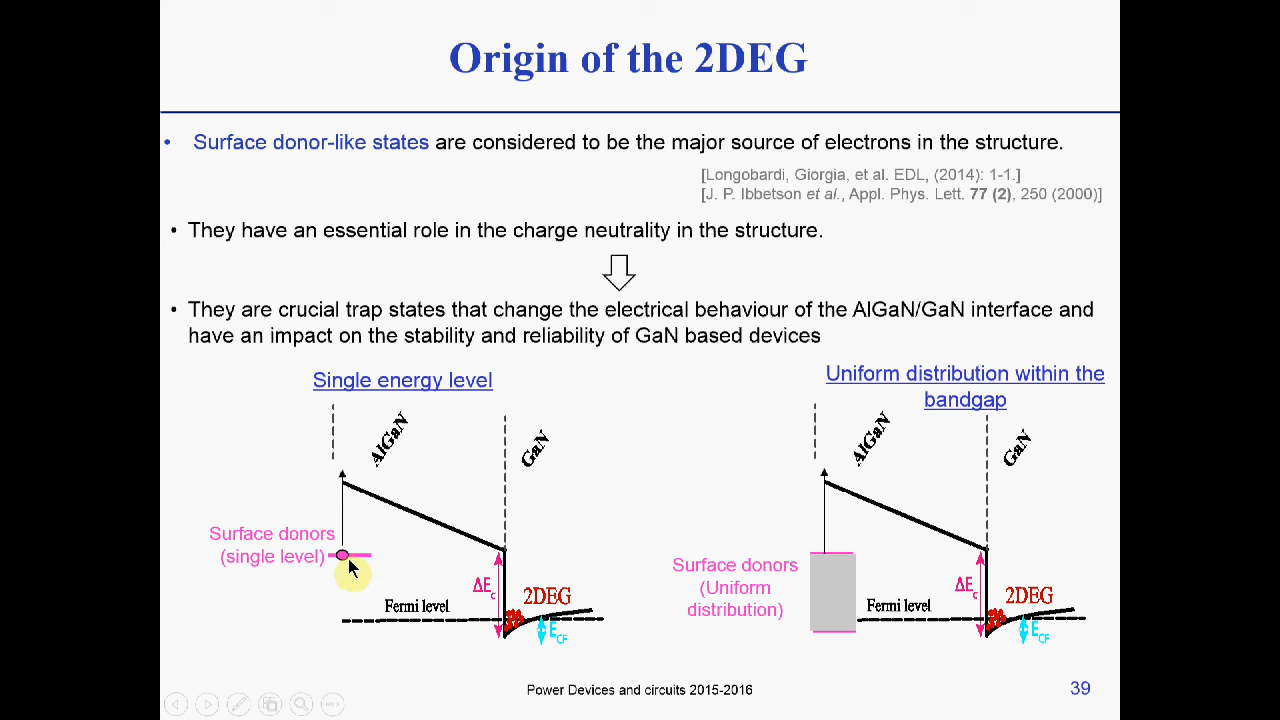 Origin of the 2DEG
• Surface donor-like states are considered to be the major source of electrons in the structure.
[Longobardi, Giorgia, et al. EDL, (2014): 1-1.]
[J. P. Ibbetson et al., Appl. Phys. Lett. 77 (2), 250 (2000)]
• They have an essential role in the charge neutrality in the structure.
• They are crucial trap states that change the electrical behaviour of the AlGaN/GaN interface and
have an impact on the stability and reliability of GaN based devices
Single energy level
AlGaN
GaN
Surface donors
(single level)
ΔEc
2DEG
Fermi level
ECF
Uniform distribution within the
bandgap
AlGaN
GaN
Surface donors
(Uniform
distribution)
ΔEc
2DEG
Fermi level
ECF
Power Devices and circuits 2015-2016
39